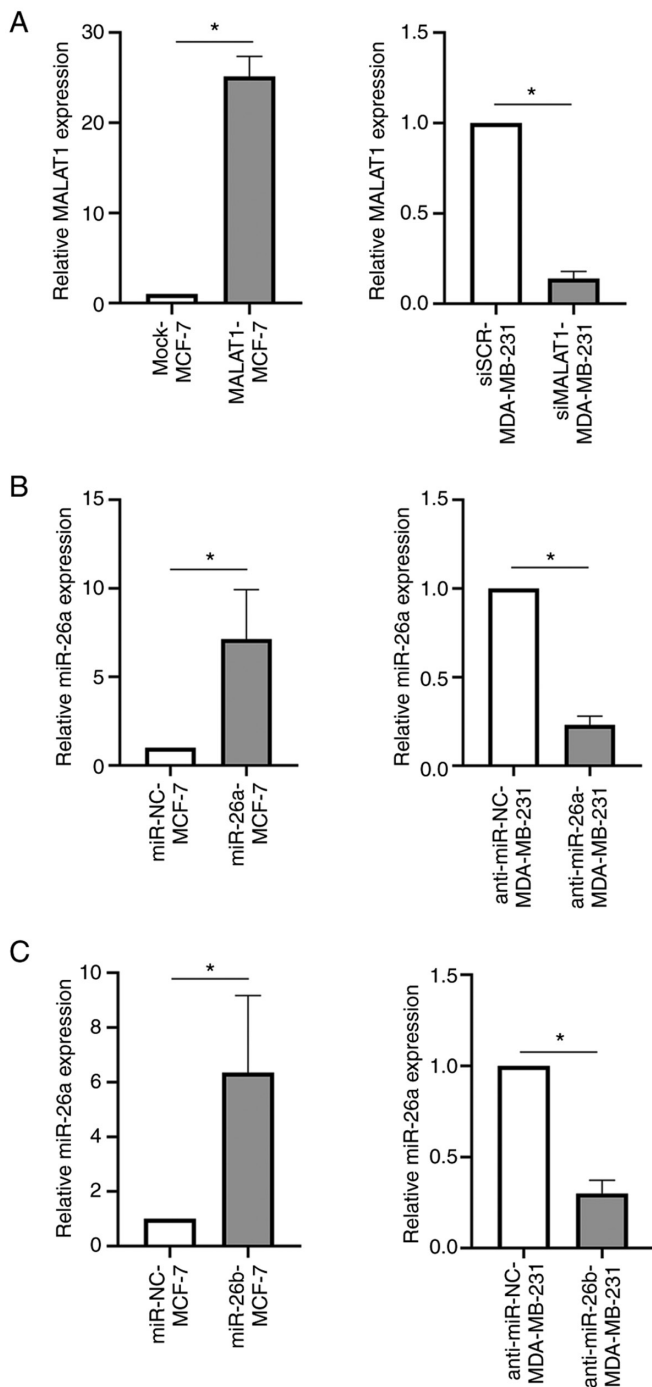 A
Relative MALAT1 expression
30
20
10
0
*
Mock-
MCF-7
MALAT1-
MCF-7
Relative MALAT1 expression
1.5
1.0
0.5
0.0
*
siSCR-
MDA-MB-231
siMALAT1-
MDA-MB-231
B
Relative miR-26a expression
15
10
5
0
*
miR-NC-
MCF-7
miR-26a-
MCF-7
Relative miR-26a expression
1.5
1.0
0.5
0.0
*
anti-miR-NC-
MDA-MB-231
anti-miR-26a-
MDA-MB-231
C
Relative miR-26a expression
10
8
6
4
2
0
*
miR-NC-
MCF-7
miR-26b-
MCF-7
Relative miR-26a expression
1.5
1.0
0.5
0.0
*
anti-miR-NC-
MDA-MB-231
anti-miR-26b-
MDA-MB-231